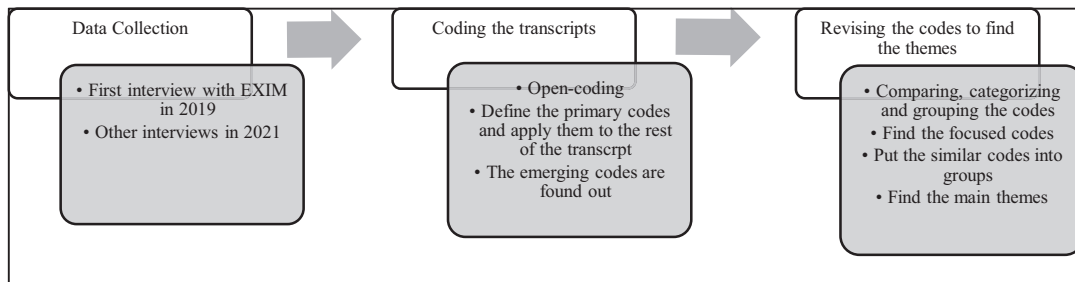 Data Collection
• First interview with EXIM
in 2019
• Other interviews in 2021
Coding the transcripts
• Open-coding
• Define the primary codes
and apply them to the rest
of the transcrpt
• The emerging codes are
found out
Revising the codes to find
the themes
• Comparing, categorizing
and grouping the codes
• Find the focused codes
• Put the similar codes into
groups
• Find the main themes